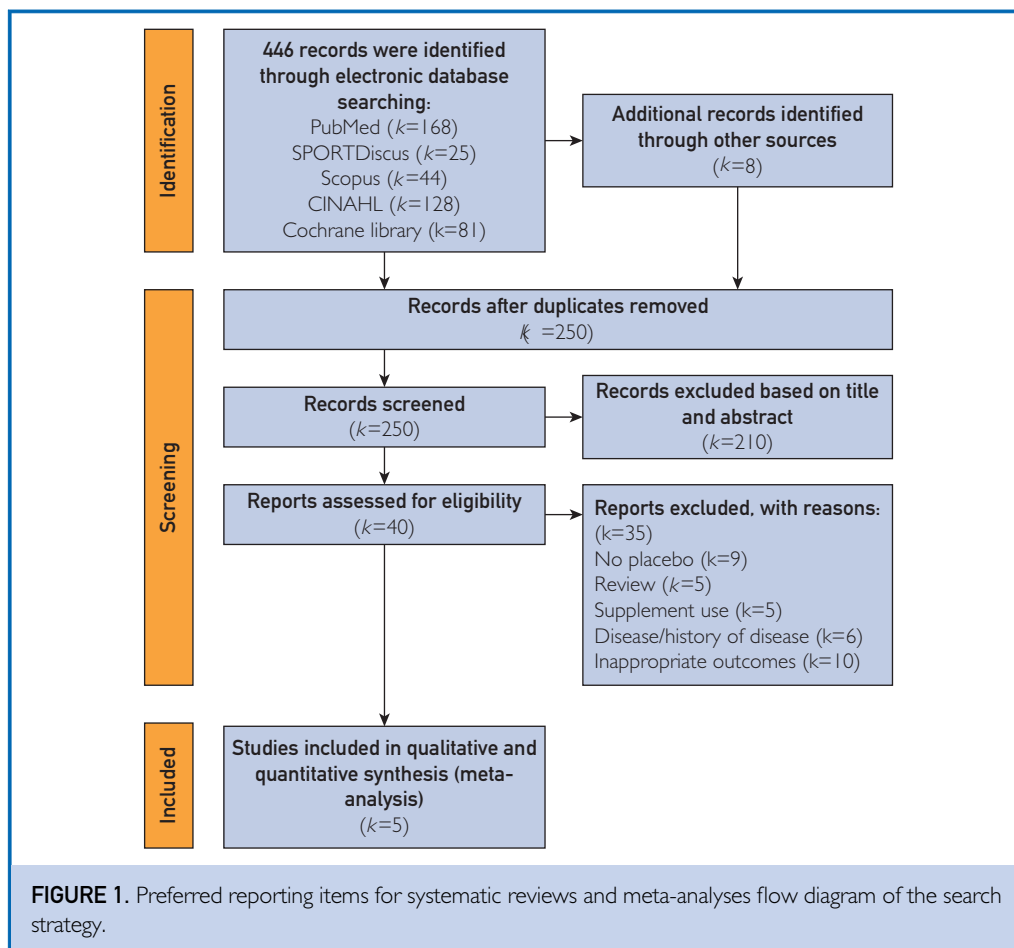 Identification
446 records were identified
through electronic database
searching:
PubMed (k=168)
SPORTDiscus (k=25)
Scopus (k=44)
CINAHL (k=128)
Cochrane library (k=81)
Additional records identified
through other sources
(k=8)
Screening
Records after duplicates removed
(k =250)
Records screened
(k=250)
Records excluded based on title
and abstract
(k=210)
Reports assessed for eligibility
(k=40)
Reports excluded, with reasons:
(k=35)
No placebo (k=9)
Review (k=5)
Supplement use (k=5)
Disease/history of disease (k=6)
Inappropriate outcomes (k=10)
Included
Studies included in qualitative and
quantitative synthesis (meta-
analysis)
(k=5)
FIGURE 1. Preferred reporting items for systematic reviews and meta-analyses flow diagram of the search
strategy.